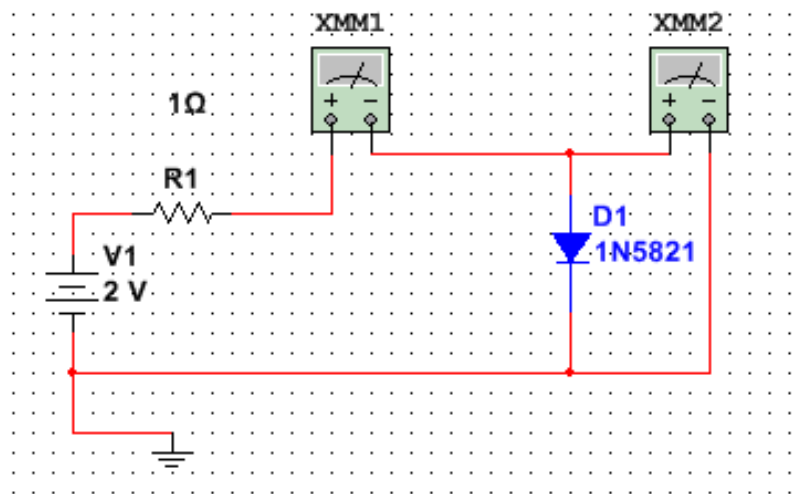 XMM1
XMM2
+ −
+ −
1Ω
R1
D1
1N5821
V1
2 V